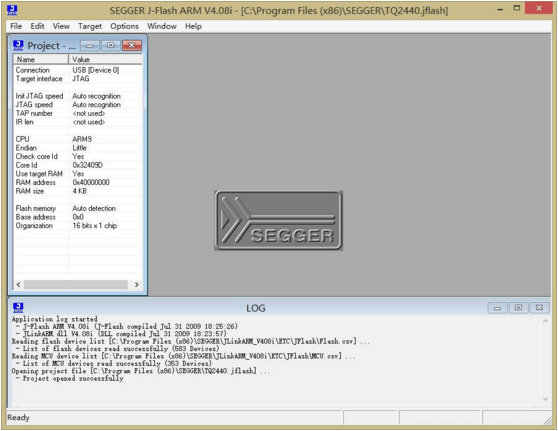 SEGGER J-Flash ARM V4.08i - [C:\Program Files (x86)\SEGGER\TQ2440.jflash]
File Edit View Target Options Window Help
Project - ...
Name Value
Connection USB [Device 0]
Target interface JTAG
Init JTAG speed Auto recognition
JTAG speed Auto recognition
TAP number <not used>
IR len <not used>
CPU ARM9
Endian Little
Check core Id Yes
Core Id 0x32409D
Use target RAM Yes
RAM address 0x40000000
RAM size 4 KB
Flash memory Auto detection
Base address 0x0
Organization 16 bits x 1 chip
SEGGER
LOG
Application log started
- J-Flash ARM V4.08i (J-Flash compiled Jul 31 2009 18:25:26)
- JLinkARM.dll V4.08i (DLL compiled Jul 31 2009 18:23:57)
Reading flash device list [C:\Program Files (x86)\SEGGER\JLinkARM_V408i\ETC\JFlash\Flash.csv] ...
- List of flash devices read successfully (583 Devices)
Reading MCU device list [C:\Program Files (x86)\SEGGER\JLinkARM_V408i\ETC\JFlash\MCU.csv] ...
- List of MCU devices read successfully (353 Devices)
Opening project file [C:\Program Files (x86)\SEGGER\TQ2440.jflash] ...
- Project opened successfully
Ready